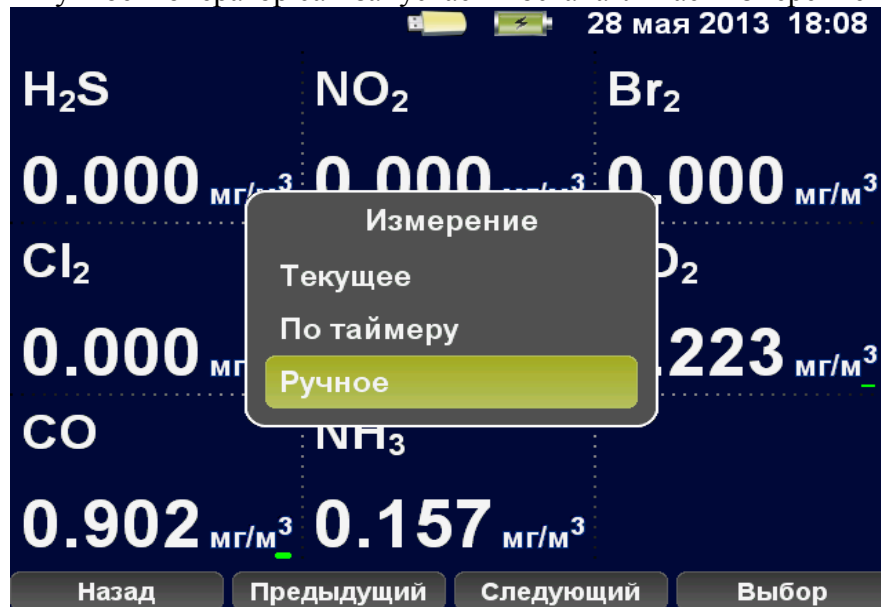 28 мая 2013 18:08
H₂S NO₂ Br₂
0.000 мг/м³ 0.000 ³ 0.000 мг/м³
Измерение
Cl₂
Текущее
По таймеру
0.000 .223 мг/м³
Ручное
CO NH₃
0.902 мг/м³ 0.157 мг/м³
Назад Предыдущий Следующий Выбор